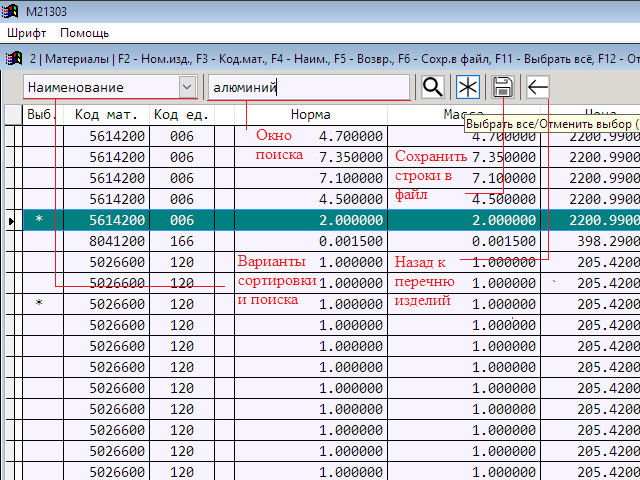 M21303
Шрифт Помощь
2 | Материалы | F2 - Ном.изд., F3 - Код.мат., F4 - Наим., F5 - Возвр., F6 - Сохр.в файл, F11 - Выбрать всё, F12 - От
Наименование алюминий
Выб. Код мат. Код ед. Норма Масса Цена
Выбрать все/Отменить выбор (
5614200 006 4.700000 4.700000 2200.9900
5614200 006 7.350000 7.350000 2200.9900
5614200 006 7.100000 7.100000 2200.9900
5614200 006 4.500000 4.500000 2200.9900
* 5614200 006 2.000000 2.000000 2200.9900
8041200 166 0.001500 0.001500 398.2900
5026600 120 1.000000 1.000000 205.4200
5026600 120 1.000000 1.000000 205.4200
* 5026600 120 1.000000 1.000000 205.4200
5026600 120 1.000000 1.000000 205.4200
5026600 120 1.000000 1.000000 205.4200
5026600 120 1.000000 1.000000 205.4200
5026600 120 1.000000 1.000000 205.4200
5026600 120 1.000000 1.000000 205.4200
5026600 120 1.000000 1.000000 205.4200
5026600 120 1.000000 1.000000 205.4200
5026600 120 1.000000 1.000000 205.4200
Окно
поиска
Сохранить
строки в
файл
Варианты
сортировки
и поиска
Назад к
перечню
изделий